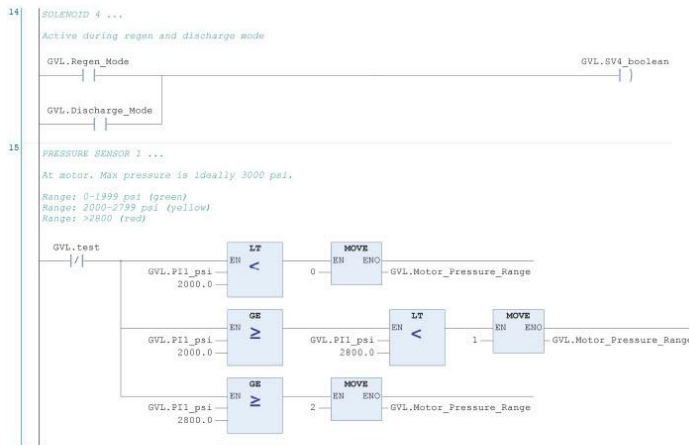 14
SOLENOID 4 ...
Active during regen and discharge mode
GVL.Regen_Mode GVL.SV4_boolean
GVL.Discharge_Mode
15
PRESSURE SENSOR 1 ...
At motor. Max pressure is ideally 3000 psi.
Range: 0-1999 psi (green)
Range: 2000-2799 psi (yellow)
Range: >2800 (red)
GVL.test LT MOVE
EN < EN ENO
GVL.PI1_psi 0 GVL.Motor_Pressure_Range
2000.0
GE LT MOVE
EN ≥ EN < EN ENO
GVL.PI1_psi GVL.PI1_psi 1 GVL.Motor_Pressure_Range
2000.0 2800.0
GE MOVE
EN ≥ EN ENO
GVL.PI1_psi 2 GVL.Motor_Pressure_Range
2800.0